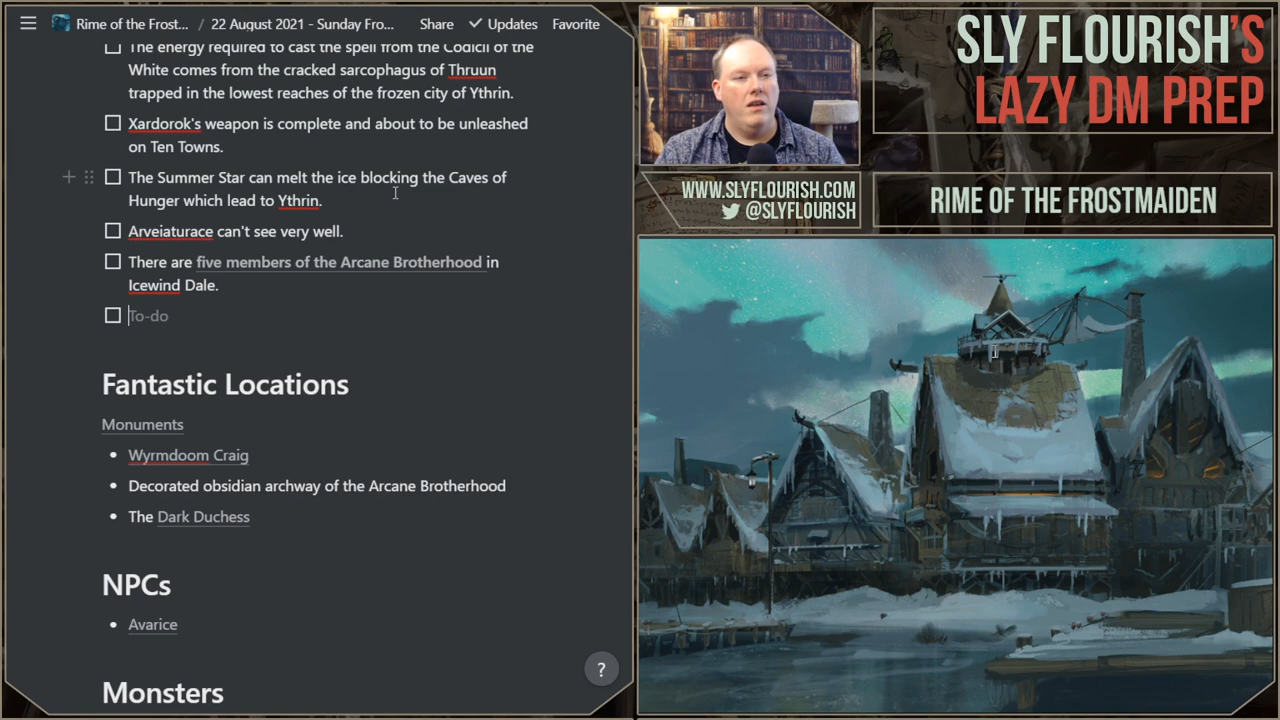 Rime of the Frost... / 22 August 2021 - Sunday Fro... Share Updates Favorite
The energy required to cast the spell from the Codicil of the
White comes from the cracked sarcophagus of Thruun
trapped in the lowest reaches of the frozen city of Ythrin.
Xardorok's weapon is complete and about to be unleashed
on Ten Towns.
The Summer Star can melt the ice blocking the Caves of
Hunger which lead to Ythrin.
Arveiaturace can't see very well.
There are five members of the Arcane Brotherhood in
Icewind Dale.
To-do
Fantastic Locations
Monuments
Wyrmdoom Craig
Decorated obsidian archway of the Arcane Brotherhood
The Dark Duchess
NPCs
Avarice
Monsters
?
SLY FLOURISH'S
LAZY DM PREP
WWW.SLYFLOURISH.COM
@SLYFLOURISH
RIME OF THE FROSTMAIDEN